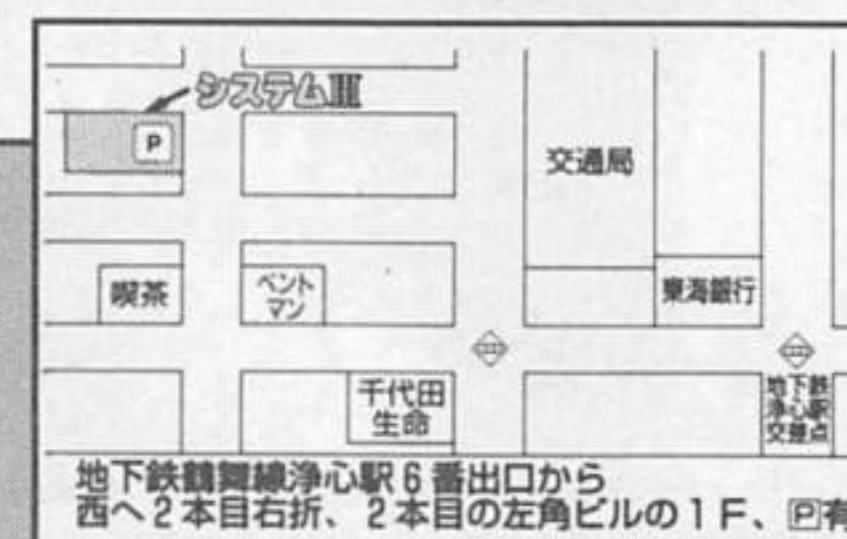 システムⅢ
P
交通局
喫茶
ベント
マン
東海銀行
千代田
生命
地下鉄
浄心駅
交差点
地下鉄鶴舞線浄心駅6番出口から
西へ2本目右折、2本目の左角ビルの1F、🄿有